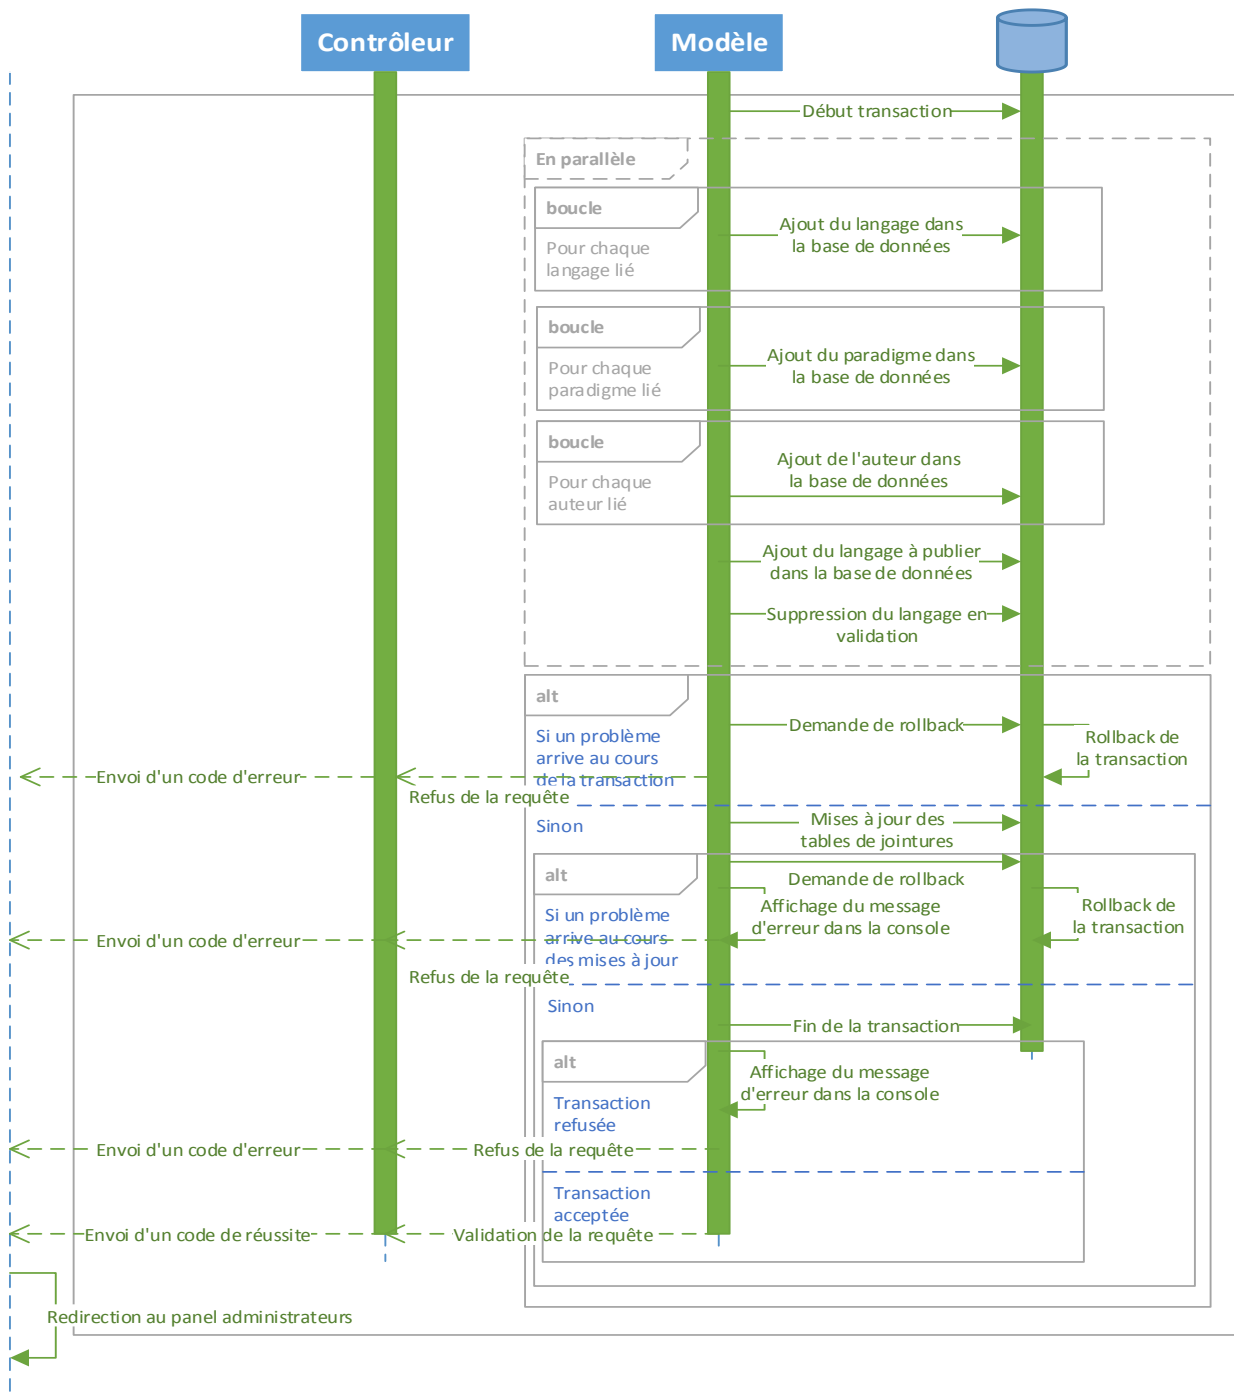 Contrôleur
Modèle
Début transaction
En parallèle
boucle
Pour chaque
langage lié
Ajout du langage dans
la base de données
boucle
Pour chaque
paradigme lié
Ajout du paradigme dans
la base de données
boucle
Pour chaque
auteur lié
Ajout de l'auteur dans
la base de données
Ajout du langage à publier
dans la base de données
Suppression du langage en
validation
alt
Si un problème
arrive au cours
de la transaction
Demande de rollback
Rollback de
la transaction
Envoi d'un code d'erreur
Refus de la requête
Sinon
Mises à jour des
tables de jointures
alt
Demande de rollback
Si un problème
arrive au cours
des mises à jour
Affichage du message
d'erreur dans la console
Rollback de
la transaction
Envoi d'un code d'erreur
Refus de la requête
Sinon
Fin de la transaction
alt
Affichage du message
d'erreur dans la console
Transaction
refusée
Envoi d'un code d'erreur
Refus de la requête
Transaction
acceptée
Envoi d'un code de réussite
Validation de la requête
Redirection au panel administrateurs